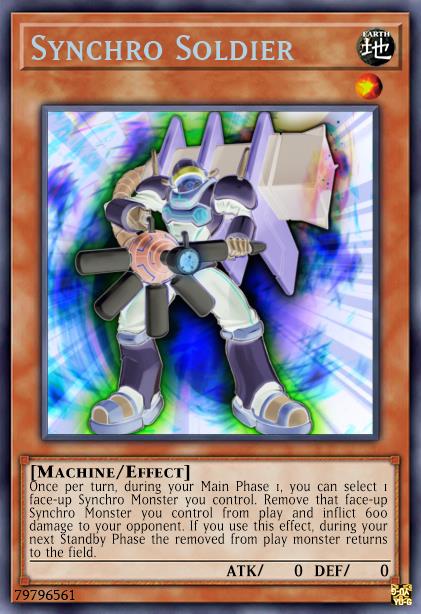 SYNCHRO SOLDIER
EARTH
地
[MACHINE/EFFECT]
Once per turn, during your Main Phase 1, you can select 1
face-up Synchro Monster you control. Remove that face-up
Synchro Monster you control from play and inflict 600
damage to your opponent. If you use this effect, during your
next Standby Phase the removed from play monster returns
to the field.
ATK/ 0 DEF/ 0
79796561